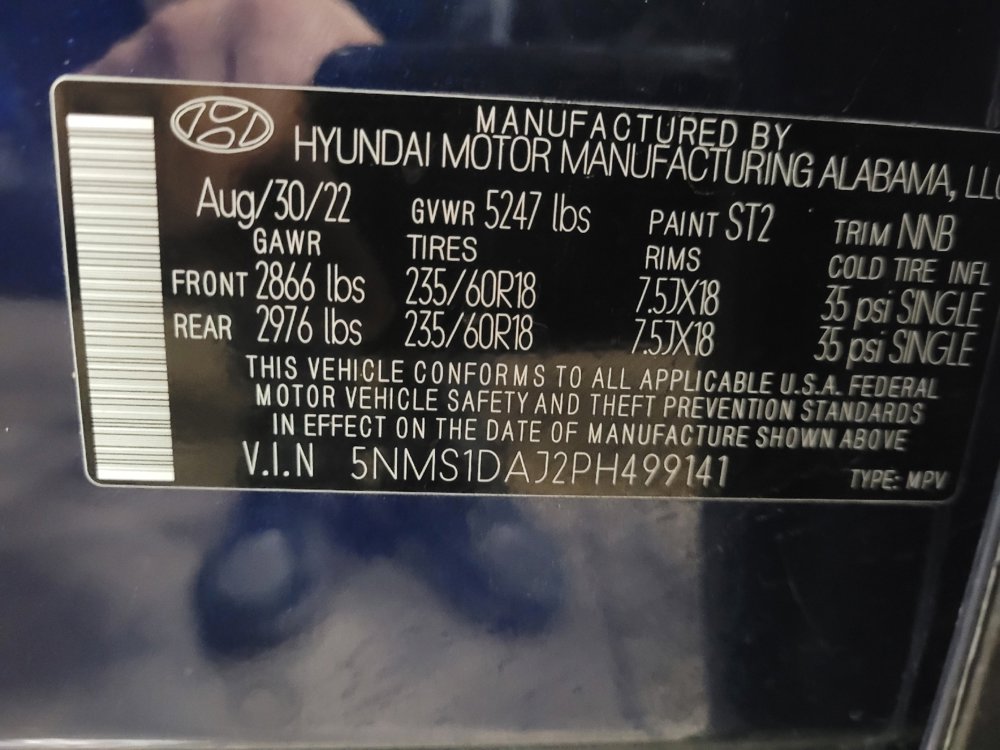 MANUFACTURED BY
HYUNDAI MOTOR MANUFACTURING ALABAMA, LLC
Aug/30/22 GVWR 5247 lbs PAINT ST2 TRIM NNB
GAWR TIRES RIMS COLD TIRE INFL
FRONT 2866 lbs 235/60R18 7.5JX18 35 psi SINGLE
REAR 2976 lbs 235/60R18 7.5JX18 35 psi SINGLE
THIS VEHICLE CONFORMS TO ALL APPLICABLE U.S.A. FEDERAL
MOTOR VEHICLE SAFETY AND THEFT PREVENTION STANDARDS
IN EFFECT ON THE DATE OF MANUFACTURE SHOWN ABOVE
V.I.N 5NMS1DAJ2PH499141 TYPE: MPV